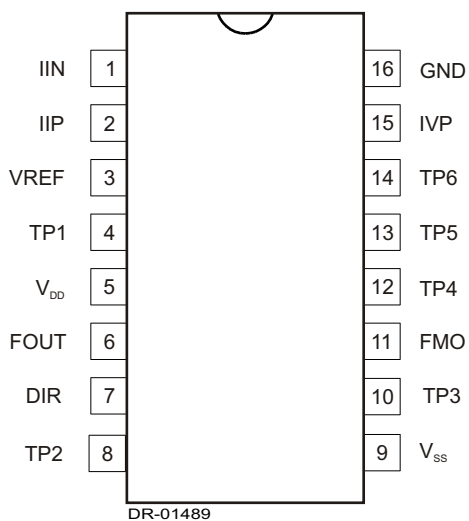 IIN 1 16 GND
IIP 2 15 IVP
VREF 3 14 TP6
TP1 4 13 TP5
VDD 5 12 TP4
FOUT 6 11 FMO
DIR 7 10 TP3
TP2 8 9 VSS
DR-01489